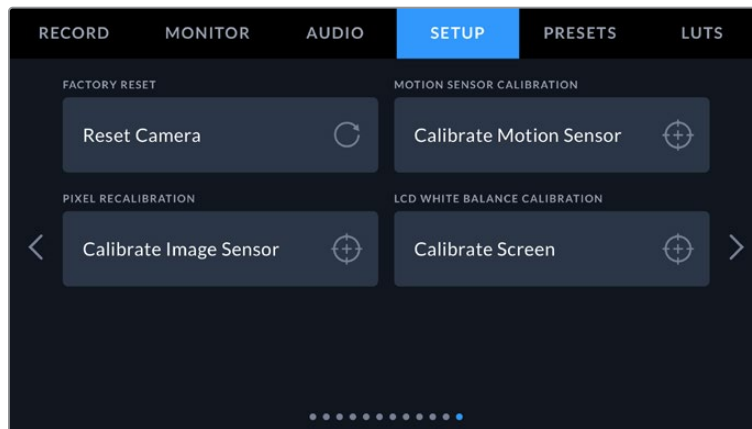 RECORD MONITOR AUDIO SETUP PRESETS LUTS
FACTORY RESET
Reset Camera
MOTION SENSOR CALIBRATION
Calibrate Motion Sensor
PIXEL RECALIBRATION
Calibrate Image Sensor
LCD WHITE BALANCE CALIBRATION
Calibrate Screen